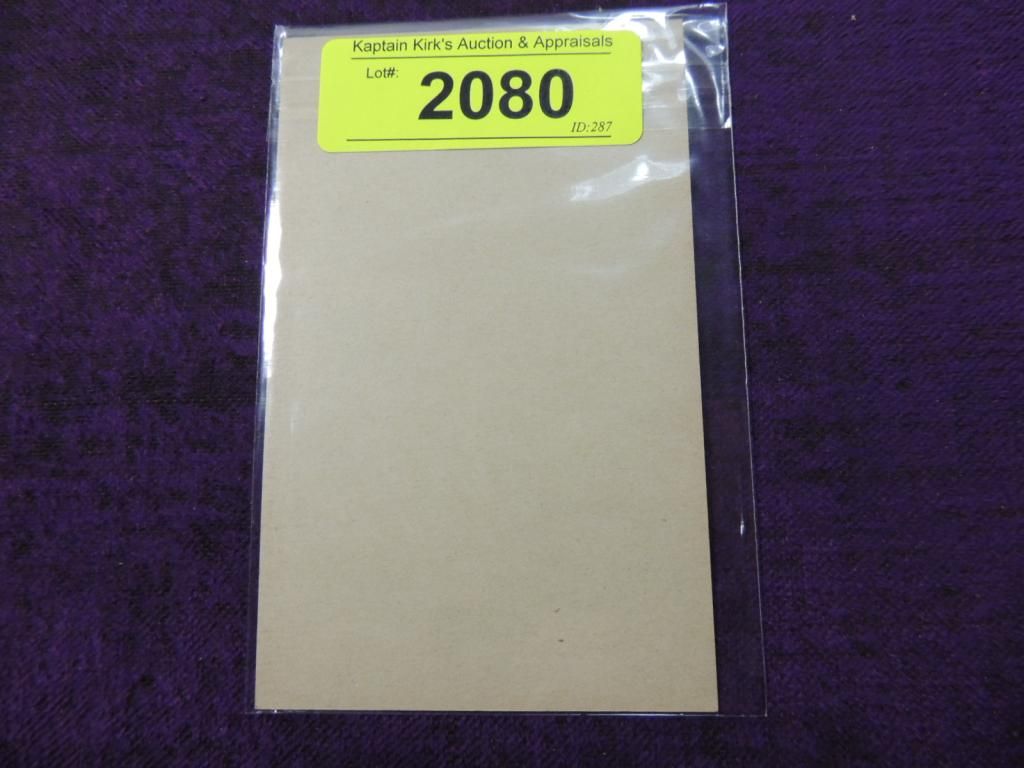 Kaptain Kirk's Auction & Appraisals
Lot#: 2080
ID:287